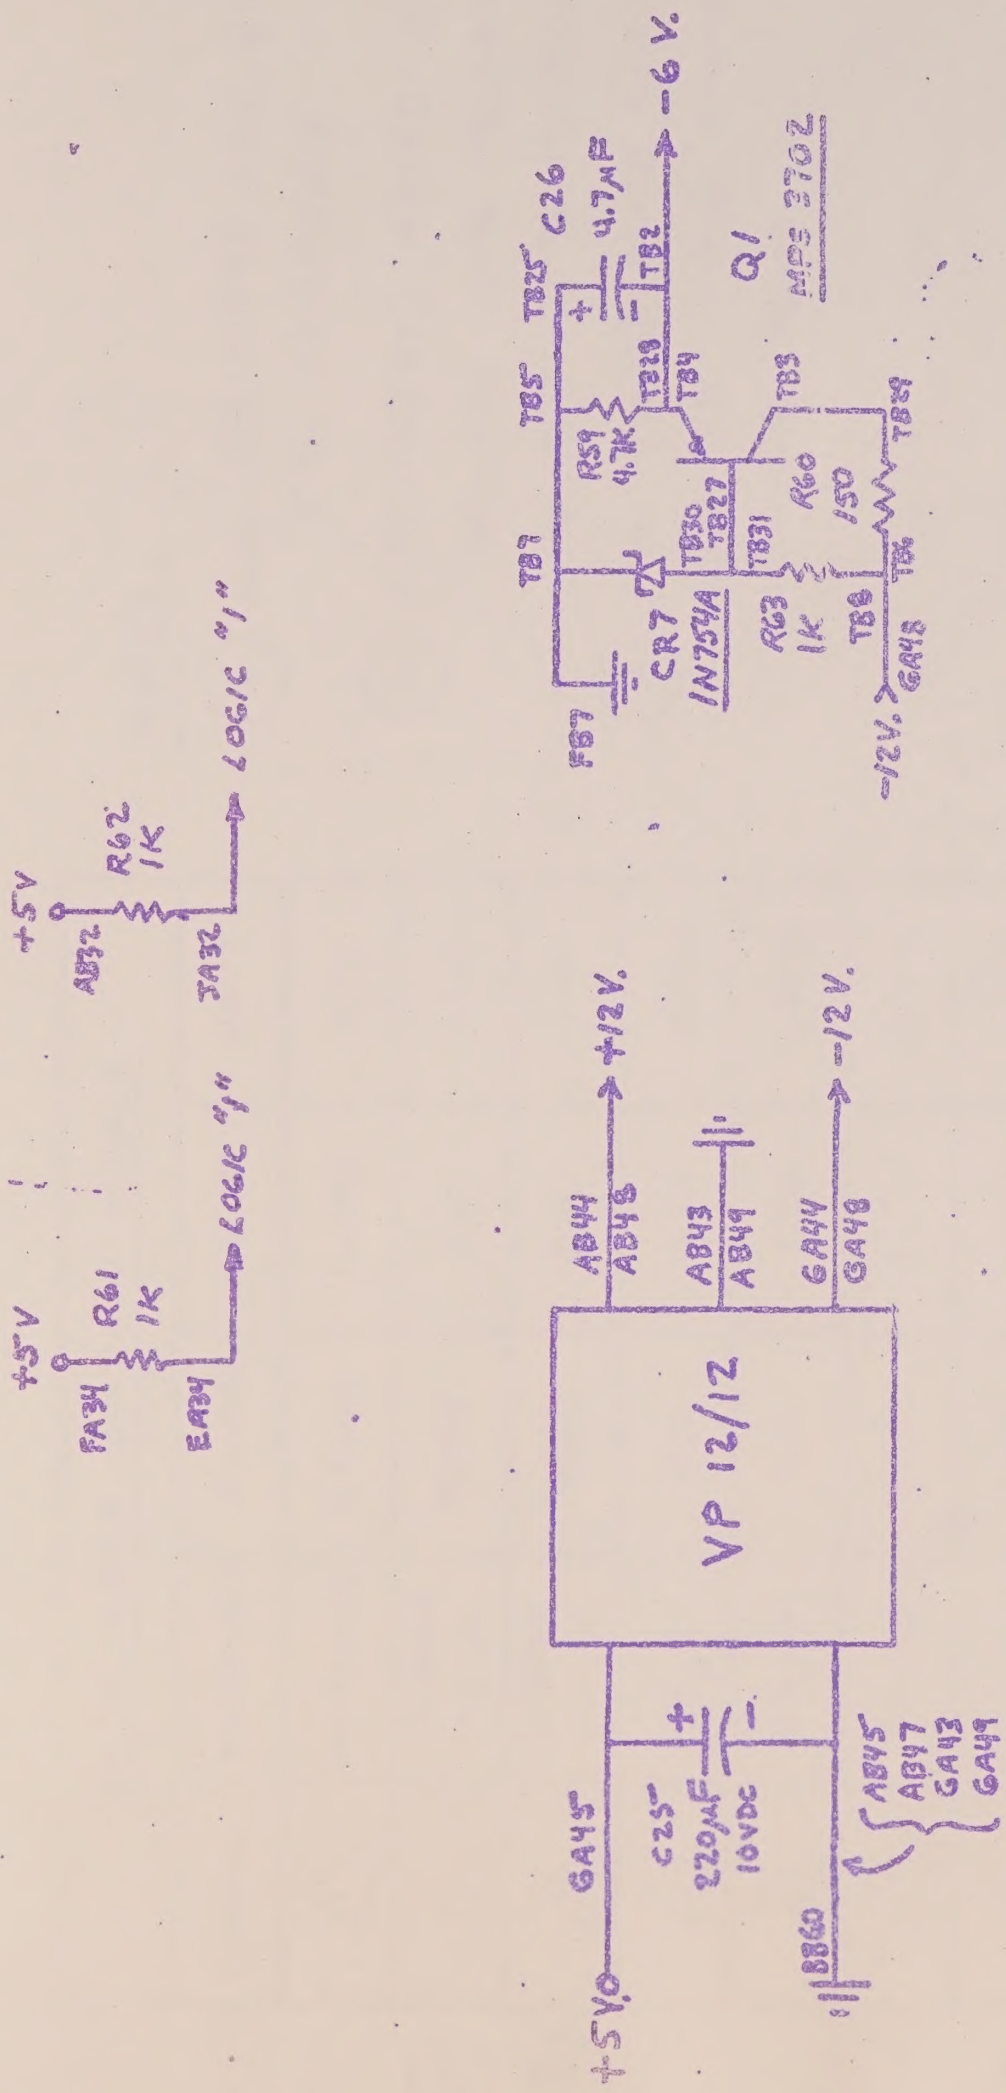 +5V
FA34
R61
1K
EA34
LOGIC "1"
+5V
AB32
R62
1K
JA32
LOGIC "1"
+5V.
GA45
C25
220µF
10VDC
+
-
BB60
AB45
AB47
GA43
GA49
VP 12/12
AB44
AB48
+12V.
AB43
AB49
GA44
GA48
-12V.
FB7
TB7
TB5
TB25
C26
4.7µF
+
-
TB2
-6 V.
R59
4.7K
TB28
TB4
CR7
1N754A
TB30
TB27
TB31
R63
1K
TB8
R60
150
TB3
TB29
TB6
Q1
MPS 3702
-12V.
GA48